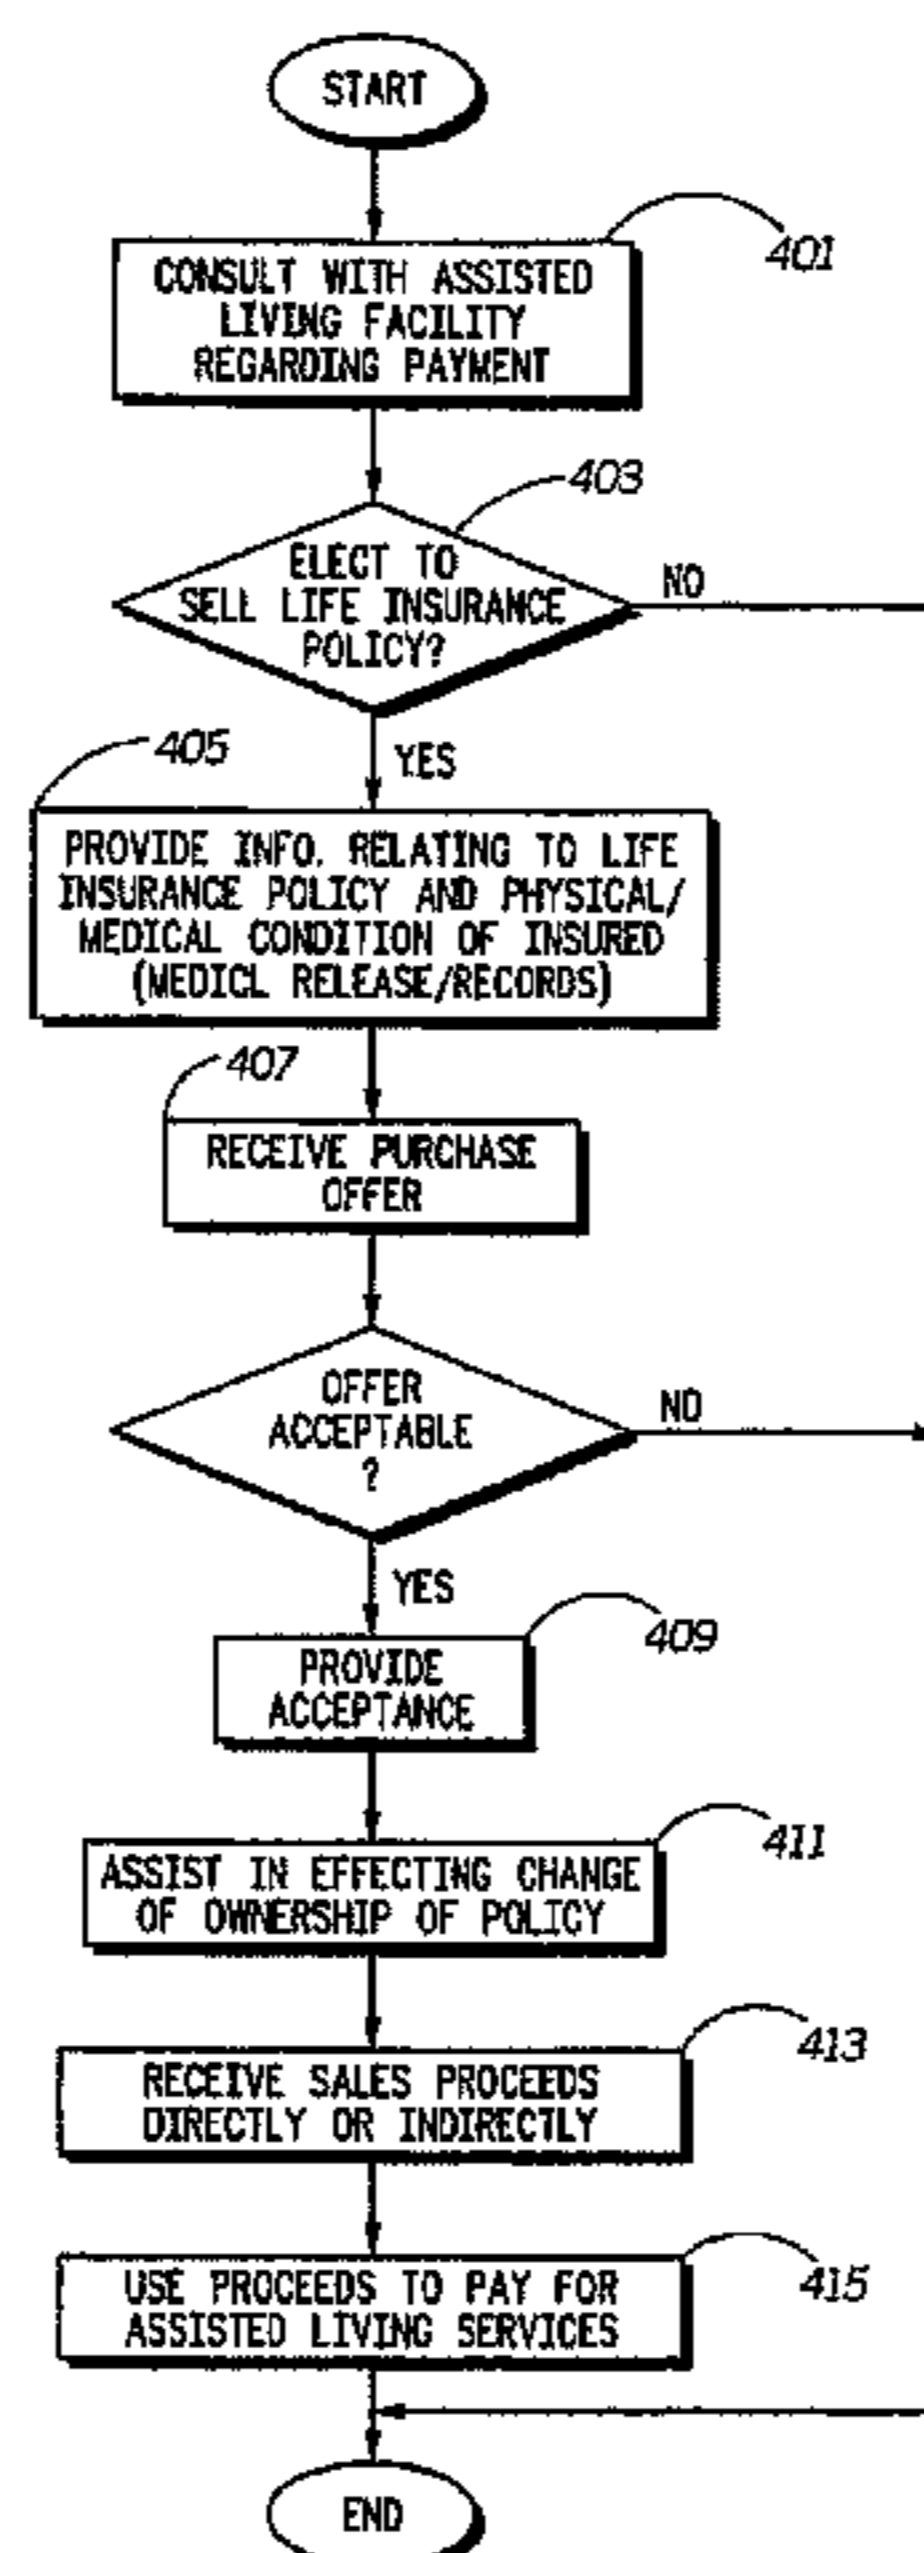 START
401
CONSULT WITH ASSISTED
LIVING FACILITY
REGARDING PAYMENT
403
ELECT TO
SELL LIFE INSURANCE
POLICY?
NO
YES
405
PROVIDE INFO. RELATING TO LIFE
INSURANCE POLICY AND PHYSICAL/
MEDICAL CONDITION OF INSURED
(MEDICL RELEASE/RECORDS)
407
RECEIVE PURCHASE
OFFER
OFFER
ACCEPTABLE
?
NO
YES
409
PROVIDE
ACCEPTANCE
411
ASSIST IN EFFECTING CHANGE
OF OWNERSHIP OF POLICY
413
RECEIVE SALES PROCEEDS
DIRECTLY OR INDIRECTLY
415
USE PROCEEDS TO PAY FOR
ASSISTED LIVING SERVICES
END